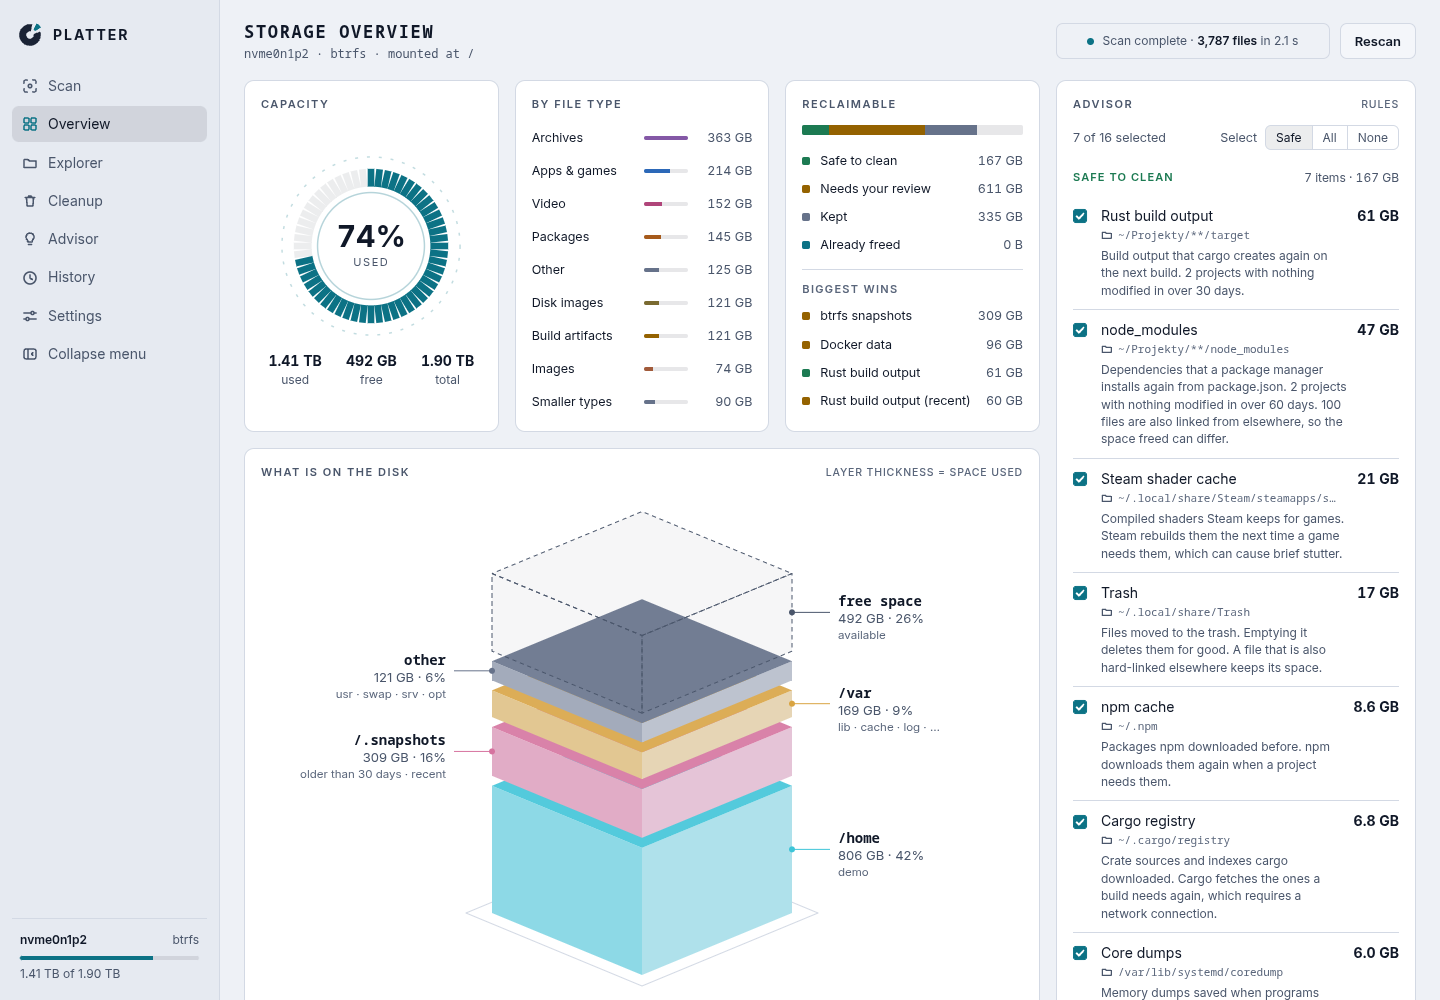 PLATTER
Scan
Overview
Explorer
Cleanup
Advisor
History
Settings
Collapse menu
nvme0n1p2 btrfs
1.41 TB of 1.90 TB
STORAGE OVERVIEW
nvme0n1p2 · btrfs · mounted at /
Scan complete · 3,787 files in 2.1 s
Rescan
CAPACITY
74%
USED
1.41 TB 492 GB 1.90 TB
used free total
BY FILE TYPE
Archives 363 GB
Apps & games 214 GB
Video 152 GB
Packages 145 GB
Other 125 GB
Disk images 121 GB
Build artifacts 121 GB
Images 74 GB
Smaller types 90 GB
RECLAIMABLE
Safe to clean 167 GB
Needs your review 611 GB
Kept 335 GB
Already freed 0 B
BIGGEST WINS
btrfs snapshots 309 GB
Docker data 96 GB
Rust build output 61 GB
Rust build output (recent) 60 GB
WHAT IS ON THE DISK LAYER THICKNESS = SPACE USED
free space
492 GB · 26%
available
other
121 GB · 6%
usr · swap · srv · opt
/var
169 GB · 9%
lib · cache · log · ...
/.snapshots
309 GB · 16%
older than 30 days · recent
/home
806 GB · 42%
demo
ADVISOR RULES
7 of 16 selected Select Safe All None
SAFE TO CLEAN 7 items · 167 GB
Rust build output 61 GB
~/Projekty/**/target
Build output that cargo creates again on
the next build. 2 projects with nothing
modified in over 30 days.
node_modules 47 GB
~/Projekty/**/node_modules
Dependencies that a package manager
installs again from package.json. 2 projects
with nothing modified in over 60 days. 100
files are also linked from elsewhere, so the
space freed can differ.
Steam shader cache 21 GB
~/.local/share/Steam/steamapps/s…
Compiled shaders Steam keeps for games.
Steam rebuilds them the next time a game
needs them, which can cause brief stutter.
Trash 17 GB
~/.local/share/Trash
Files moved to the trash. Emptying it
deletes them for good. A file that is also
hard-linked elsewhere keeps its space.
npm cache 8.6 GB
~/.npm
Packages npm downloaded before. npm
downloads them again when a project
needs them.
Cargo registry 6.8 GB
~/.cargo/registry
Crate sources and indexes cargo
downloaded. Cargo fetches the ones a
build needs again, which requires a
network connection.
Core dumps 6.0 GB
/var/lib/systemd/coredump
Memory dumps saved when programs